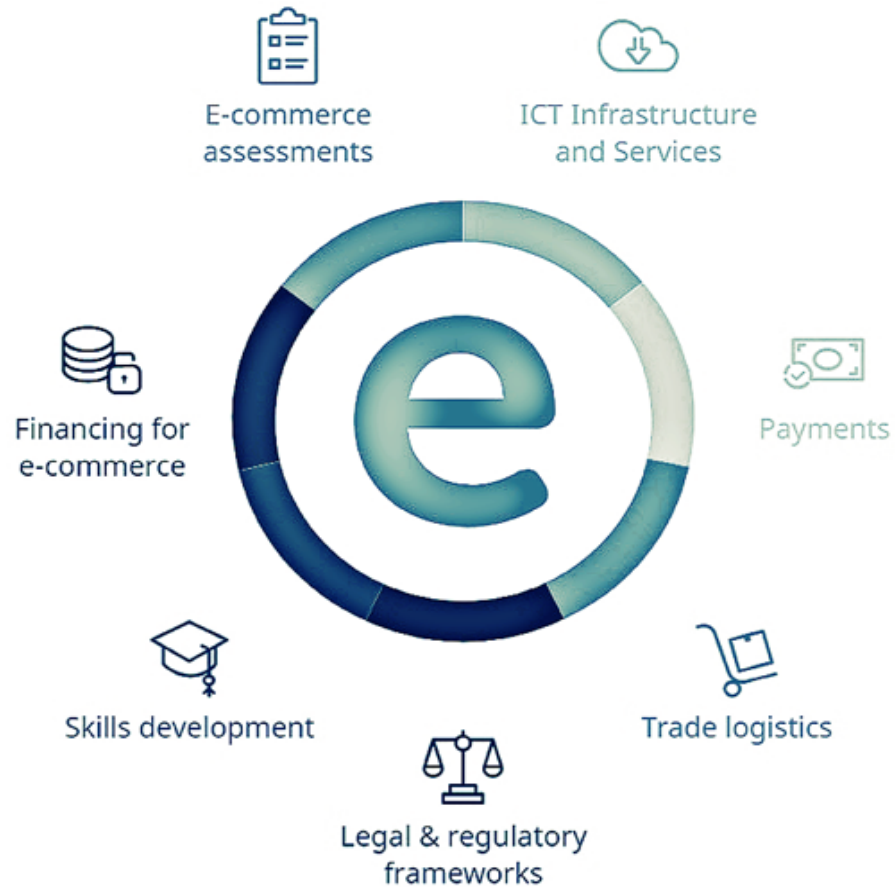 E-commerce
assessments
ICT Infrastructure
and Services
Financing for
e-commerce
e
Payments
Skills development
Trade logistics
Legal & regulatory
frameworks